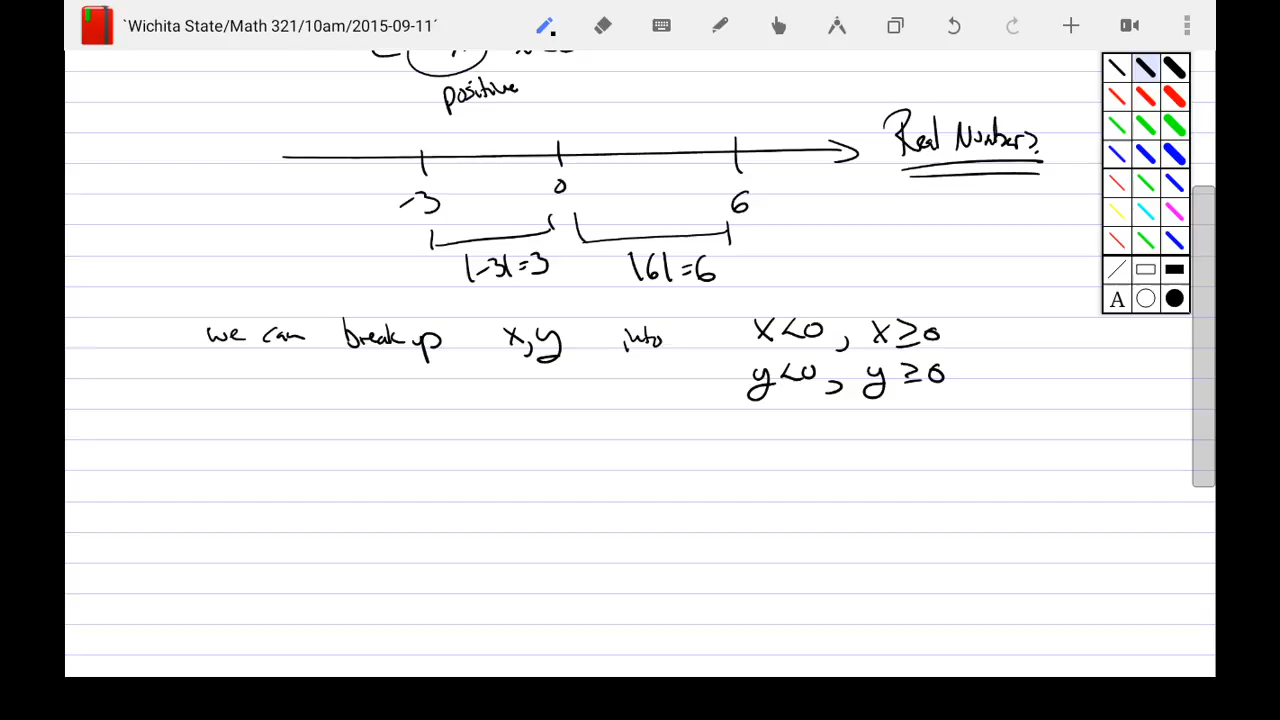 `Wichita State/Math 321/10am/2015-09-11`
positive
Real Numbers
-3 0 6
|-3|=3 |6|=6
we can break up x,y into x<0, x≥0
y<0, y≥0
A